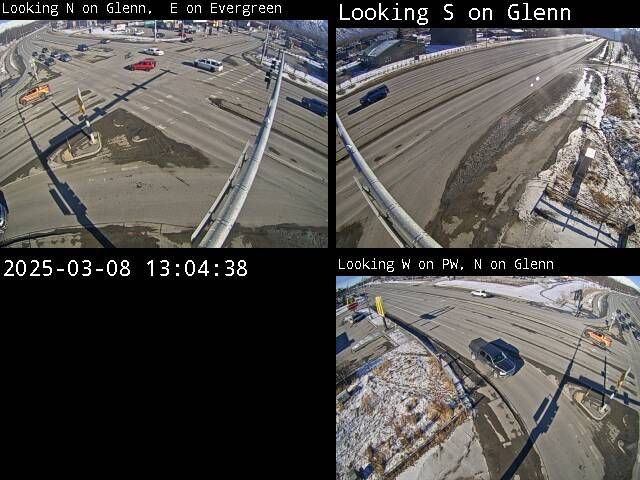 Looking N on Glenn,  E on Evergreen
Looking S on Glenn
2025-03-08 13:04:38
Looking W on PW, N on Glenn